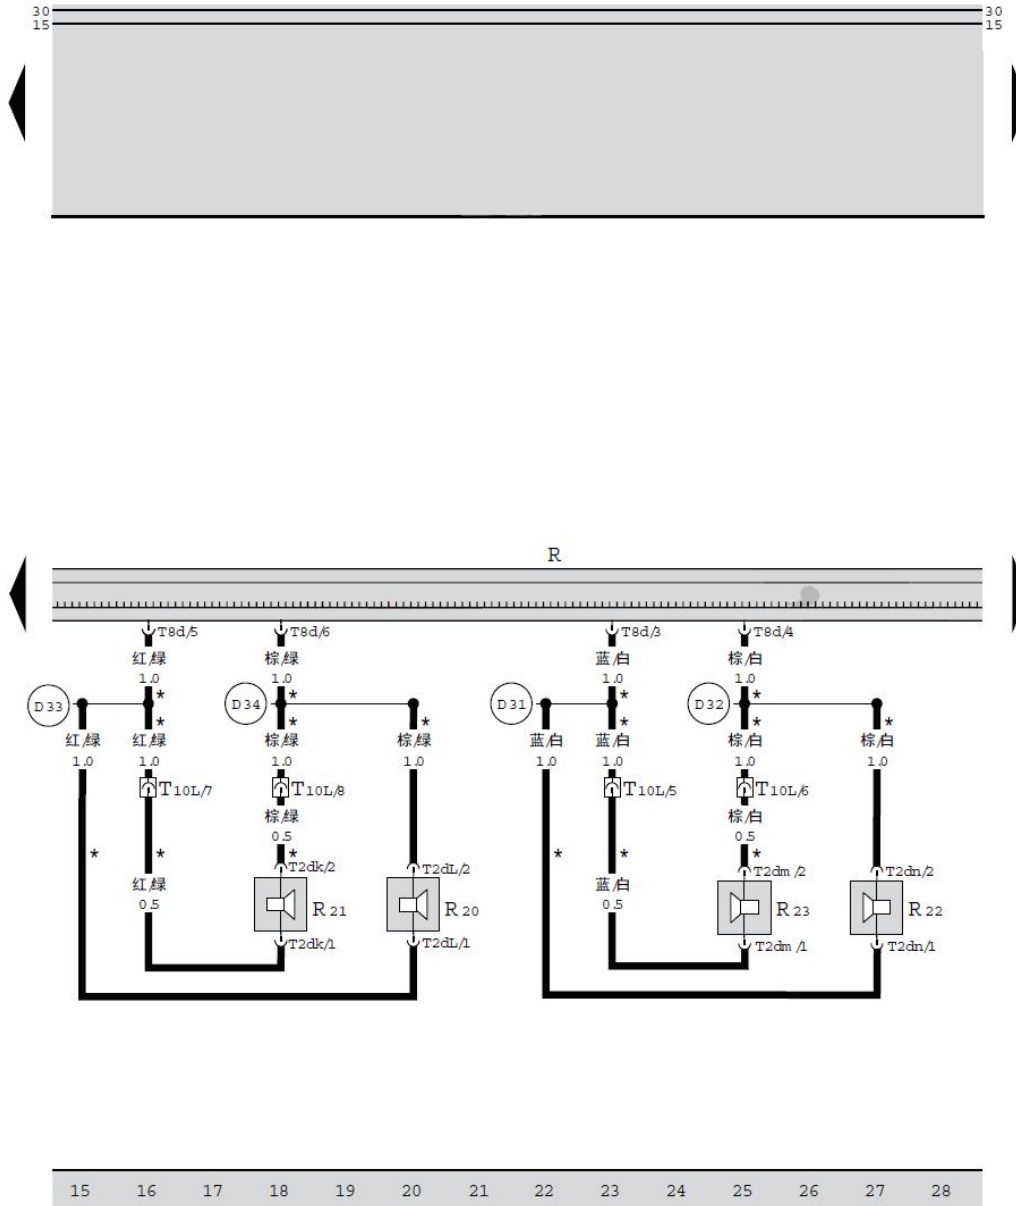 30 30
15 15
R
T8d/5 T8d/6 T8d/3 T8d/4
红/绿 棕/绿 蓝/白 棕/白
1.0 1.0 1.0 1.0
* * * *
D33 D34 D31 D32
* * * * * *
红/绿 红/绿 棕/绿 棕/绿 蓝/白 蓝/白 棕/白 棕/白
1.0 1.0 1.0 1.0 1.0 1.0 1.0 1.0
T10L/7 T10L/8 T10L/5 T10L/6
棕/绿 棕/白
0.5 0.5
* * * * * *
T2dk/2 T2dL/2 T2dm/2 T2dn/2
红/绿 蓝/白
0.5 R21 R20 0.5 R23 R22
T2dk/1 T2dL/1 T2dm/1 T2dn/1
15 16 17 18 19 20 21 22 23 24 25 26 27 28